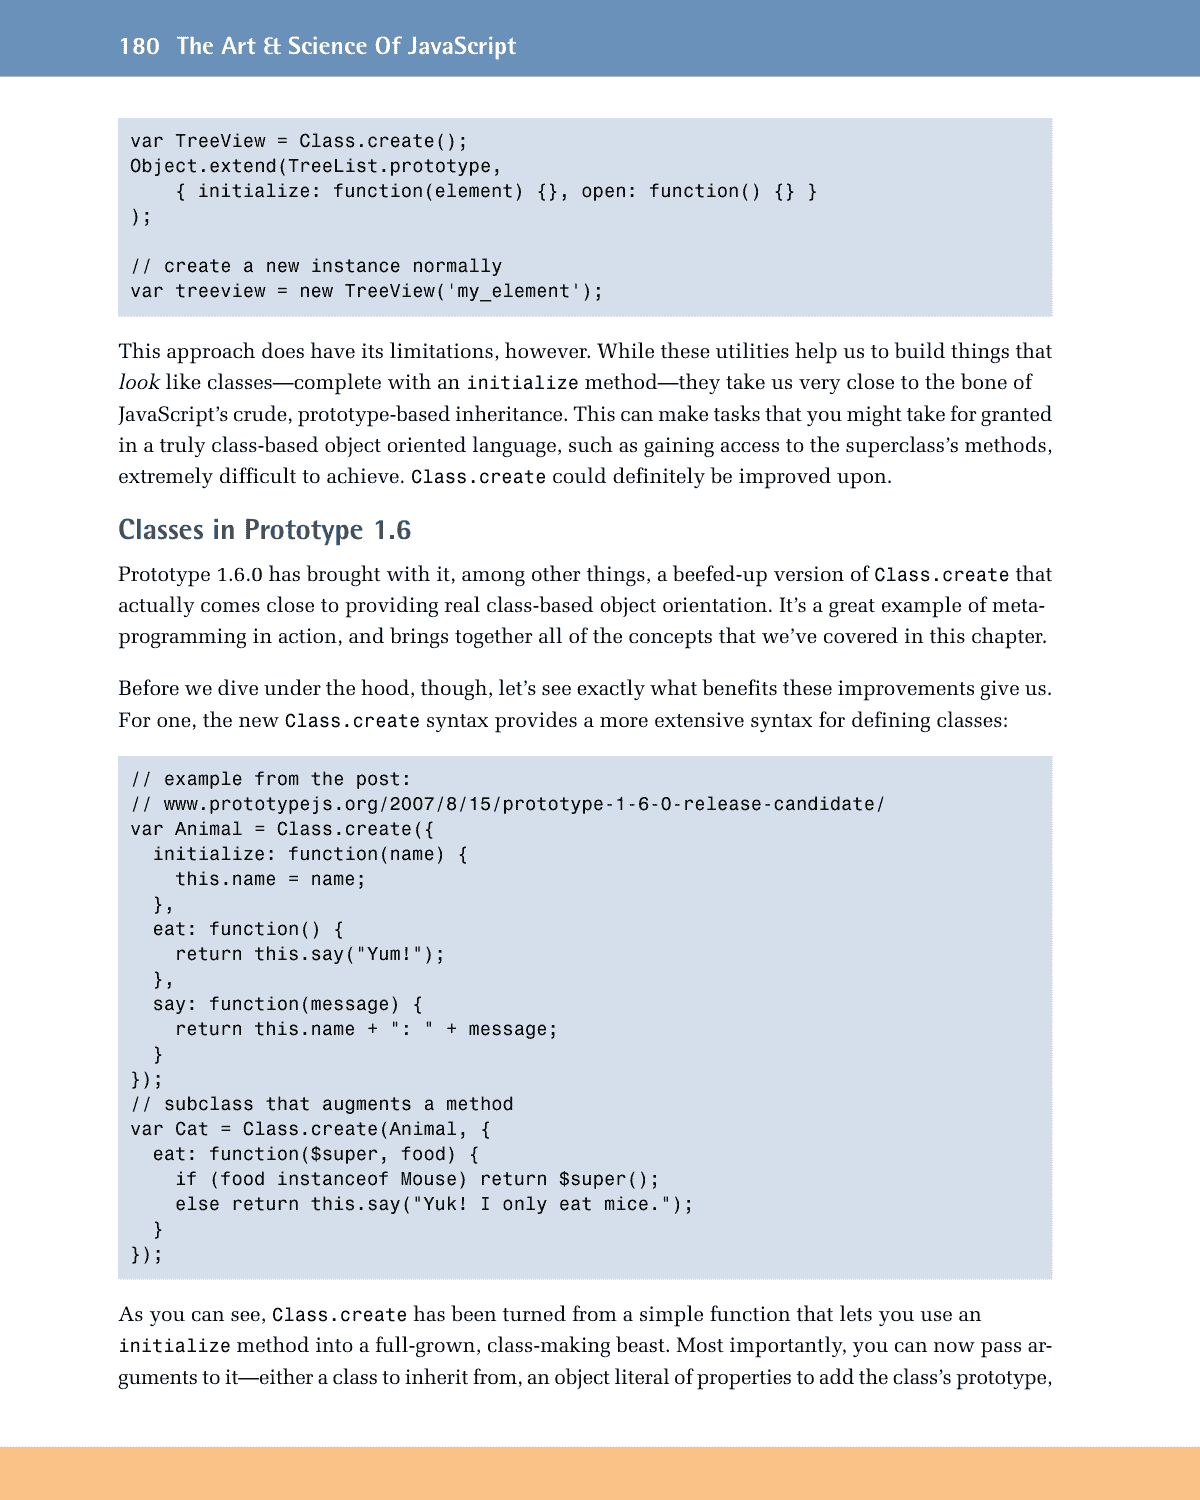 180 The Art & Science Of JavaScript
var TreeView = Class.create();
Object.extend(TreeList.prototype,
    { initialize: function(element) {}, open: function() {} }
);
// create a new instance normally
var treeview = new TreeView('my_element');
This approach does have its limitations, however. While these utilities help us to build things that
look like classes—complete with an initialize method—they take us very close to the bone of
JavaScript’s crude, prototype-based inheritance. This can make tasks that you might take for granted
in a truly class-based object oriented language, such as gaining access to the superclass’s methods,
extremely difficult to achieve. Class.create could definitely be improved upon.
Classes in Prototype 1.6
Prototype 1.6.0 has brought with it, among other things, a beefed-up version of Class.create that
actually comes close to providing real class-based object orientation. It’s a great example of meta-
programming in action, and brings together all of the concepts that we’ve covered in this chapter.
Before we dive under the hood, though, let’s see exactly what benefits these improvements give us.
For one, the new Class.create syntax provides a more extensive syntax for defining classes:
// example from the post:
// www.prototypejs.org/2007/8/15/prototype-1-6-0-release-candidate/
var Animal = Class.create({
  initialize: function(name) {
    this.name = name;
  },
  eat: function() {
    return this.say("Yum!");
  },
  say: function(message) {
    return this.name + ": " + message;
  }
});
// subclass that augments a method
var Cat = Class.create(Animal, {
  eat: function($super, food) {
    if (food instanceof Mouse) return $super();
    else return this.say("Yuk! I only eat mice.");
  }
});
As you can see, Class.create has been turned from a simple function that lets you use an
initialize method into a full-grown, class-making beast. Most importantly, you can now pass ar-
guments to it—either a class to inherit from, an object literal of properties to add the class’s prototype,